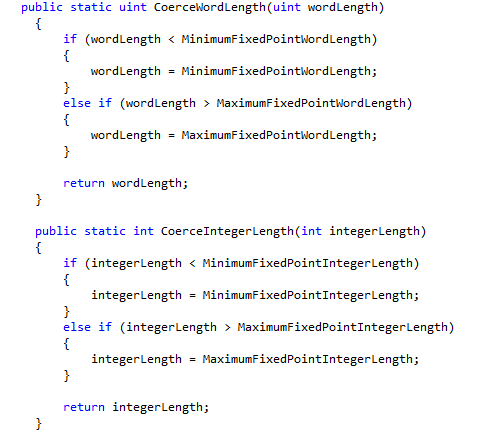 public static uint CoerceWordLength(uint wordLength)
{
if (wordLength < MinimumFixedPointWordLength)
{
wordLength = MinimumFixedPointWordLength;
}
else if (wordLength > MaximumFixedPointWordLength)
{
wordLength = MaximumFixedPointWordLength;
}
return wordLength;
}
public static int CoerceIntegerLength(int integerLength)
{
if (integerLength < MinimumFixedPointIntegerLength)
{
integerLength = MinimumFixedPointIntegerLength;
}
else if (integerLength > MaximumFixedPointIntegerLength)
{
integerLength = MaximumFixedPointIntegerLength;
}
return integerLength;
}